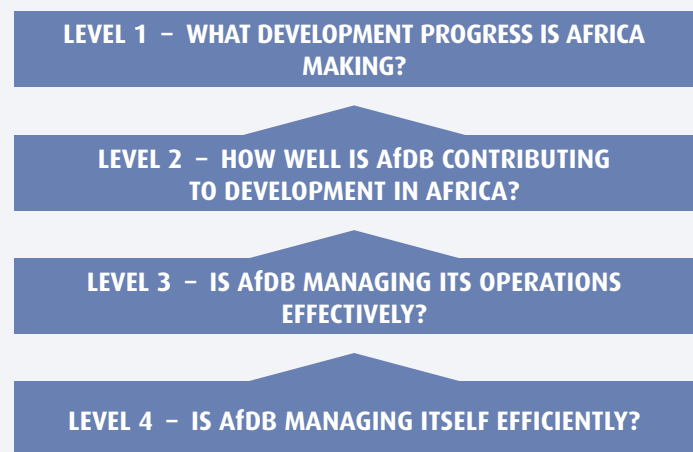 LEVEL 1 – WHAT DEVELOPMENT PROGRESS IS AFRICA
MAKING?
LEVEL 2 – HOW WELL IS AfDB CONTRIBUTING
TO DEVELOPMENT IN AFRICA?
LEVEL 3 – IS AfDB MANAGING ITS OPERATIONS
EFFECTIVELY?
LEVEL 4 – IS AfDB MANAGING ITSELF EFFICIENTLY?